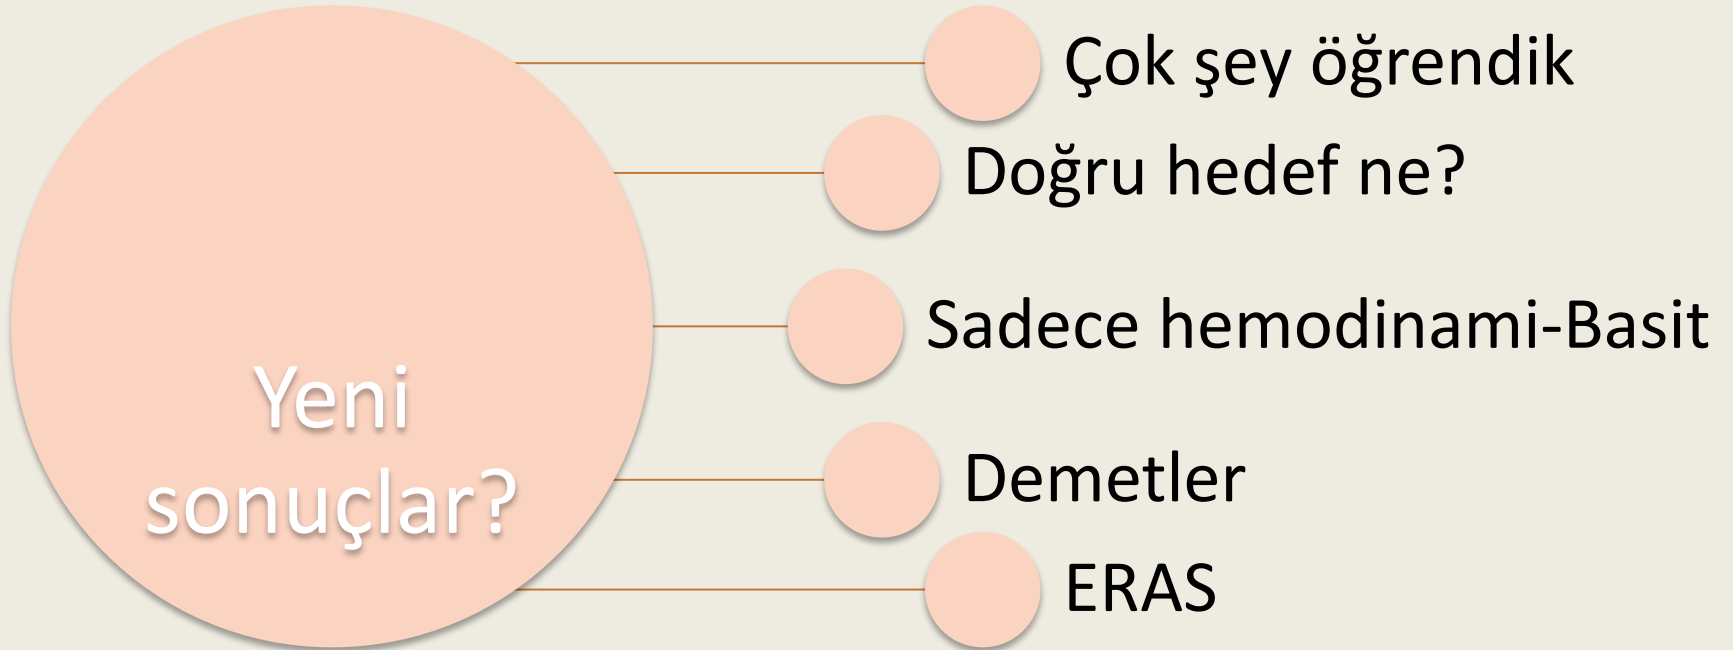 Yeni
sonuçlar?
Çok şey öğrendik
Doğru hedef ne?
Sadece hemodinami-Basit
Demetler
ERAS